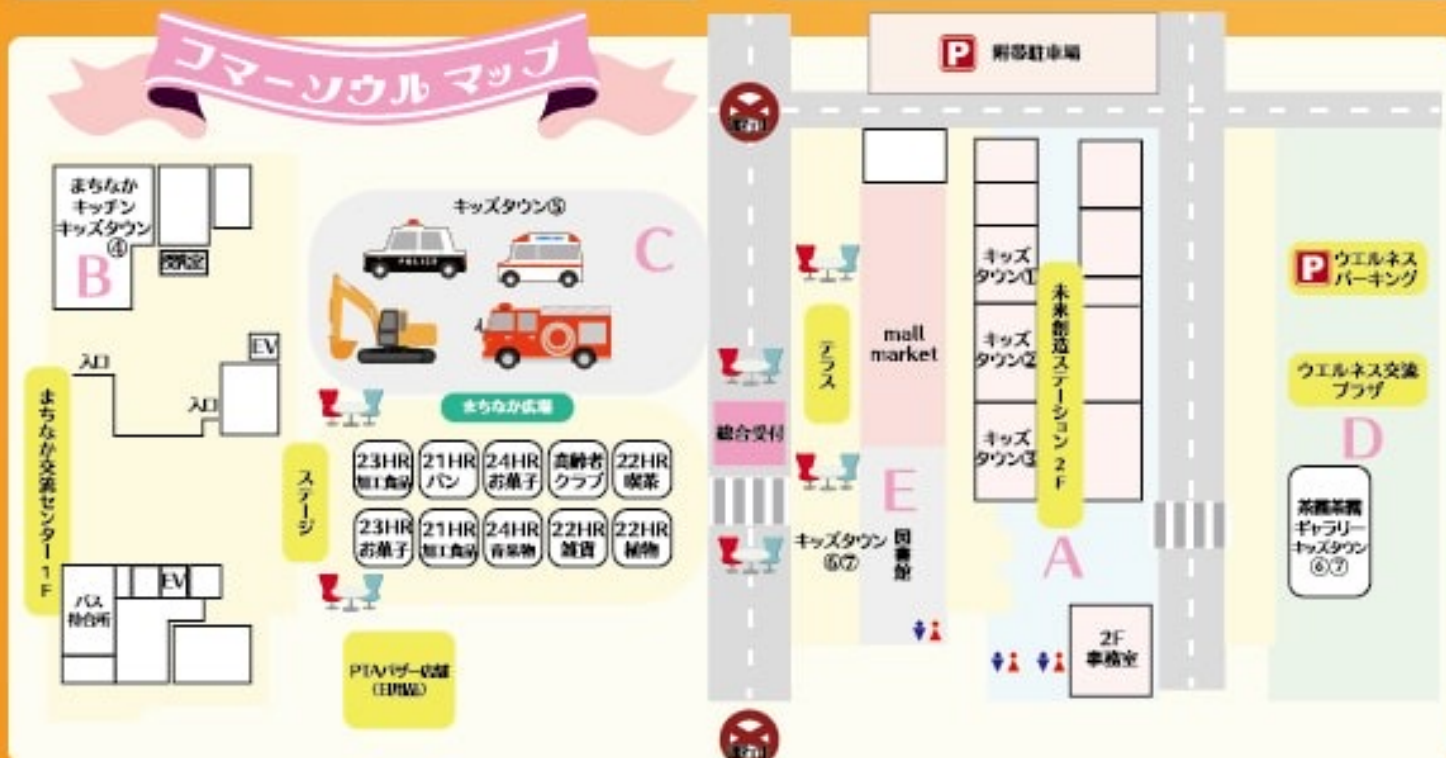 コマーソウル マップ
P 附帯駐車場
まちなか
キッチン
キッズタウン
④
B
EV
入口
入口
まちなか交流センター1F
EV
バス
待合所
キッズタウン⑤
C
POLICE
まちなか広場
ステージ
23HR
加工食品
21HR
パン
24HR
お菓子
高齢者
クラブ
22HR
喫茶
23HR
お菓子
21HR
加工食品
24HR
青果物
22HR
雑貨
22HR
植物
PTAバザー店舗
(日用品)
総合受付
テラス
mall
market
E
キッズタウン
⑥⑦
図書館
キッズ
タウン①
キッズ
タウン②
キッズ
タウン③
未来創造ステーション 2F
A
2F
事務室
P ウエルネス
パーキング
ウエルネス交流
プラザ
D
茶霧茶霧
ギャラリー
キッズタウン
⑥⑦